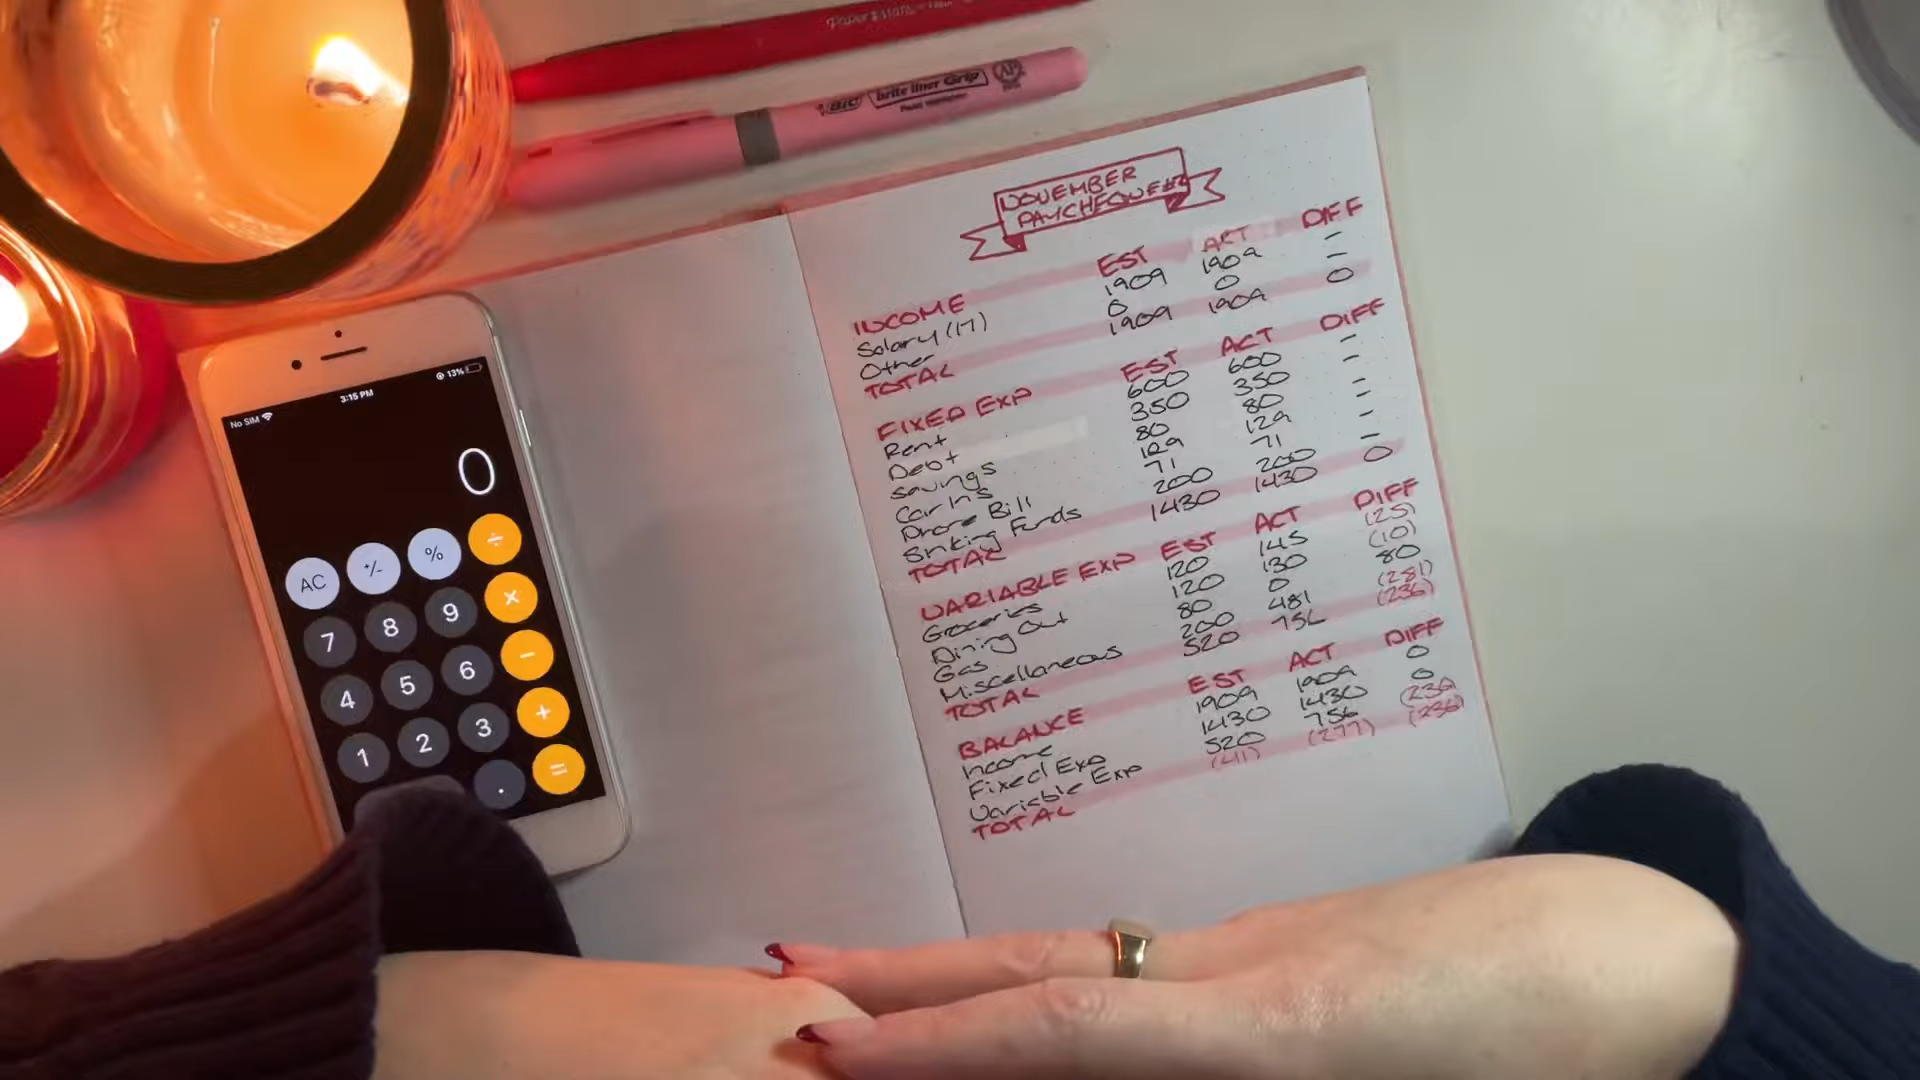 BIC brite liner Grip AP
NOVEMBER
PAYCHEQUE #2
INCOME EST ACT DIFF
Salary (17) 1909 1909 -
Other 0 0 -
TOTAL 1909 1909 0
FIXED EXP EST ACT DIFF
Rent 600 600 -
Debt 350 350 -
Savings 80 80 -
Car Ins 129 129 -
Phone Bill 71 71 -
Sinking Funds 200 200 -
TOTAL 1430 1430 0
VARIABLE EXP EST ACT DIFF
Groceries 120 145 (25)
Dining Out 120 130 (10)
Gas 80 0 80
Miscellaneous 200 481 (281)
TOTAL 520 756 (236)
BALANCE EST ACT DIFF
Income 1909 1909 0
Fixed Exp 1430 1430 0
Variable Exp 520 756 (236)
TOTAL (41) (277) (236)
No SIM 3:15 PM 13%
0
AC +/- % ÷
7 8 9 ×
4 5 6 −
1 2 3 +
. =